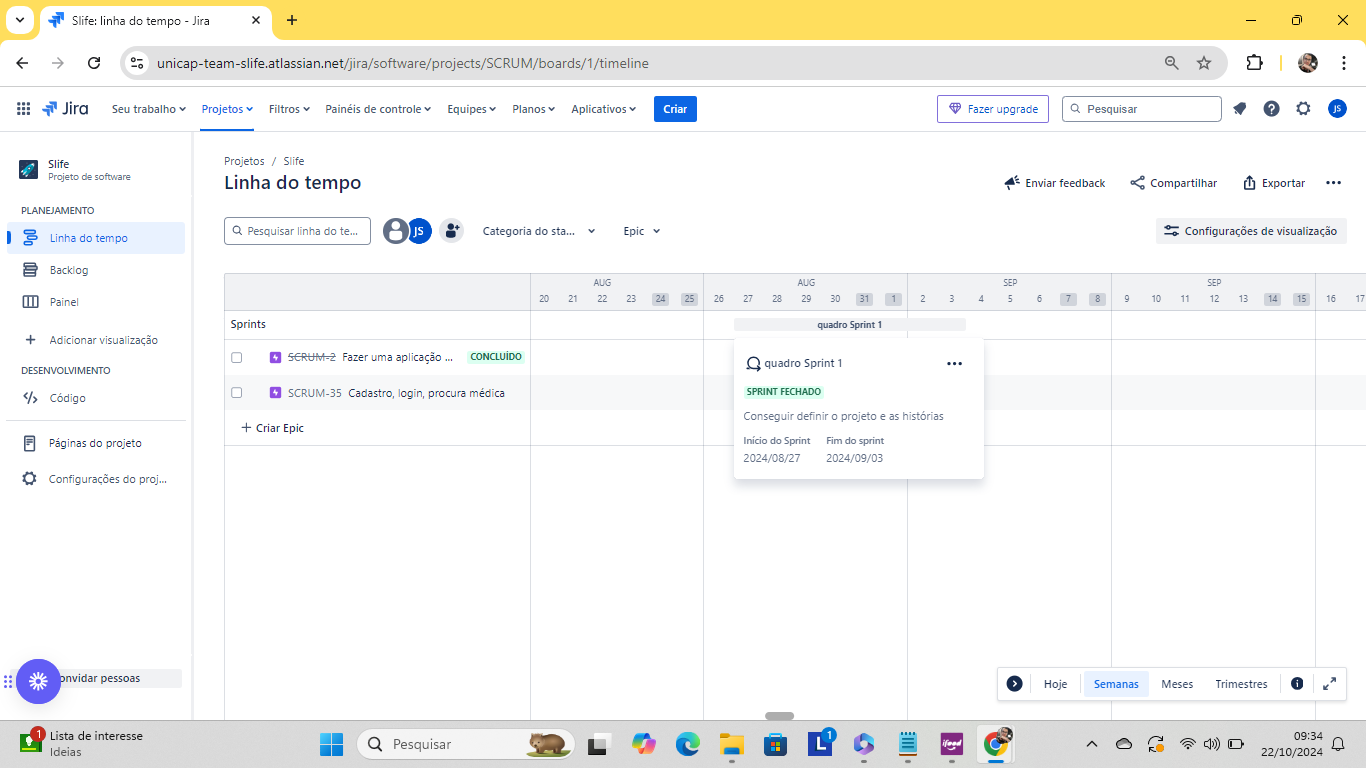 Slife: linha do tempo - Jira
unicap-team-slife.atlassian.net/jira/software/projects/SCRUM/boards/1/timeline
Jira
Seu trabalho
Projetos
Filtros
Painéis de controle
Equipes
Planos
Aplicativos
Criar
Fazer upgrade
Pesquisar
JS
Slife
Projeto de software
PLANEJAMENTO
Linha do tempo
Backlog
Painel
Adicionar visualização
DESENVOLVIMENTO
Código
Páginas do projeto
Configurações do proj...
onvidar pessoas
Projetos / Slife
Linha do tempo
Enviar feedback
Compartilhar
Exportar
Pesquisar linha do te...
JS
Categoria do sta...
Epic
Configurações de visualização
AUG AUG SEP SEP
20 21 22 23 24 25 26 27 28 29 30 31 1 2 3 4 5 6 7 8 9 10 11 12 13 14 15 16 17
Sprints
quadro Sprint 1
SCRUM-2 Fazer uma aplicação ... CONCLUÍDO
SCRUM-35 Cadastro, login, procura médica
+ Criar Epic
quadro Sprint 1
SPRINT FECHADO
Conseguir definir o projeto e as histórias
Início do Sprint Fim do sprint
2024/08/27 2024/09/03
Hoje
Semanas
Meses
Trimestres
1
Lista de interesse
Ideias
Pesquisar
L
1
ifood
09:34
22/10/2024